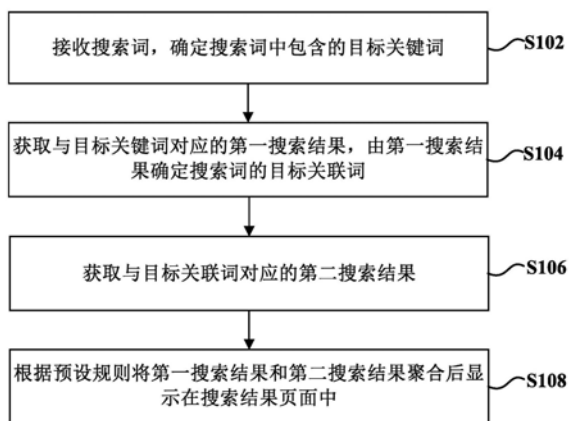 接收搜索词，确定搜索词中包含的目标关键词
S102
获取与目标关键词对应的第一搜索结果，由第一搜索结
果确定搜索词的目标关联词
S104
获取与目标关联词对应的第二搜索结果
S106
根据预设规则将第一搜索结果和第二搜索结果聚合后显
示在搜索结果页面中
S108